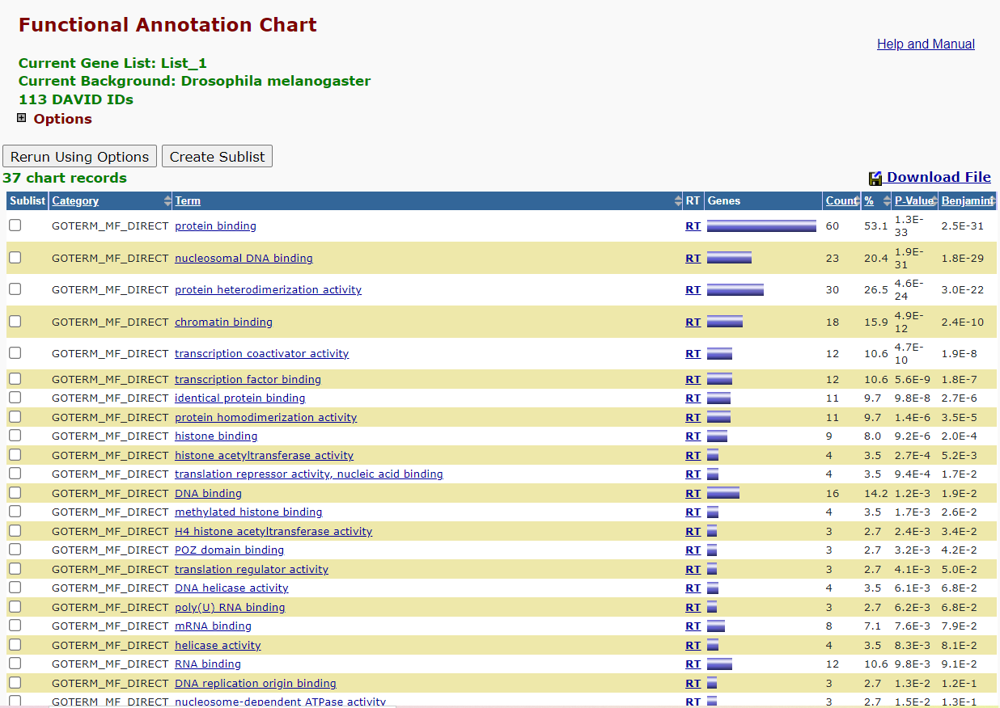 Functional Annotation Chart
Help and Manual
Current Gene List: List_1
Current Background: Drosophila melanogaster
113 DAVID IDs
Options
Rerun Using Options Create Sublist
37 chart records
Download File
Sublist Category Term RT Genes Count % P-Value Benjamini
GOTERM_MF_DIRECT protein binding RT 60 53.1 1.3E-33 2.5E-31
GOTERM_MF_DIRECT nucleosomal DNA binding RT 23 20.4 1.9E-31 1.8E-29
GOTERM_MF_DIRECT protein heterodimerization activity RT 30 26.5 4.6E-24 3.0E-22
GOTERM_MF_DIRECT chromatin binding RT 18 15.9 4.9E-12 2.4E-10
GOTERM_MF_DIRECT transcription coactivator activity RT 12 10.6 4.7E-10 1.9E-8
GOTERM_MF_DIRECT transcription factor binding RT 12 10.6 5.6E-9 1.8E-7
GOTERM_MF_DIRECT identical protein binding RT 11 9.7 9.8E-8 2.7E-6
GOTERM_MF_DIRECT protein homodimerization activity RT 11 9.7 1.4E-6 3.5E-5
GOTERM_MF_DIRECT histone binding RT 9 8.0 9.2E-6 2.0E-4
GOTERM_MF_DIRECT histone acetyltransferase activity RT 4 3.5 2.7E-4 5.2E-3
GOTERM_MF_DIRECT translation repressor activity, nucleic acid binding RT 4 3.5 9.4E-4 1.7E-2
GOTERM_MF_DIRECT DNA binding RT 16 14.2 1.2E-3 1.9E-2
GOTERM_MF_DIRECT methylated histone binding RT 4 3.5 1.7E-3 2.6E-2
GOTERM_MF_DIRECT H4 histone acetyltransferase activity RT 3 2.7 2.4E-3 3.4E-2
GOTERM_MF_DIRECT POZ domain binding RT 3 2.7 3.2E-3 4.2E-2
GOTERM_MF_DIRECT translation regulator activity RT 3 2.7 4.1E-3 5.0E-2
GOTERM_MF_DIRECT DNA helicase activity RT 4 3.5 6.1E-3 6.8E-2
GOTERM_MF_DIRECT poly(U) RNA binding RT 3 2.7 6.2E-3 6.8E-2
GOTERM_MF_DIRECT mRNA binding RT 8 7.1 7.6E-3 7.9E-2
GOTERM_MF_DIRECT helicase activity RT 4 3.5 8.3E-3 8.1E-2
GOTERM_MF_DIRECT RNA binding RT 12 10.6 9.8E-3 9.1E-2
GOTERM_MF_DIRECT DNA replication origin binding RT 3 2.7 1.3E-2 1.2E-1
GOTERM_MF_DIRECT nucleosome-dependent ATPase activity RT 3 2.7 1.5E-2 1.3E-1